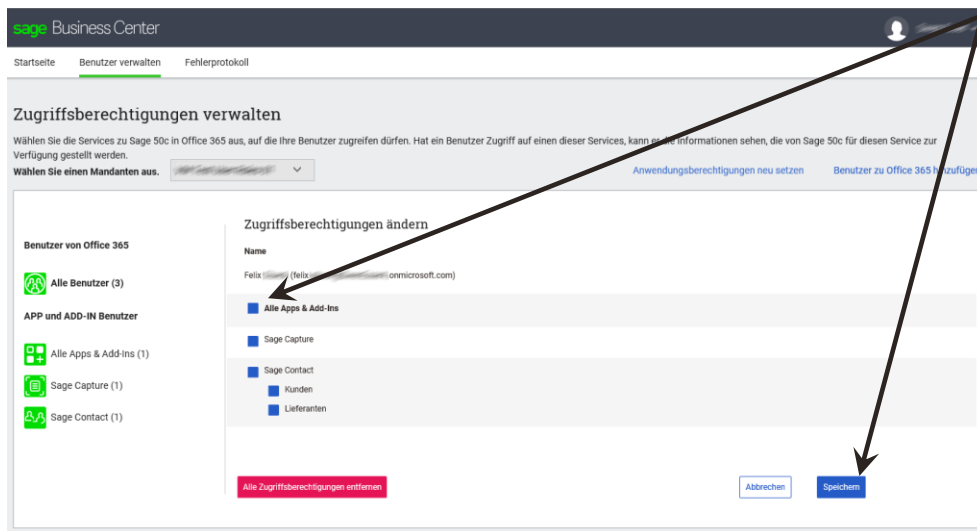 sage Business Center
Startseite Benutzer verwalten Fehlerprotokoll
Zugriffsberechtigungen verwalten
Wählen Sie die Services zu Sage 50c in Office 365 aus, auf die Ihre Benutzer zugreifen dürfen. Hat ein Benutzer Zugriff auf einen dieser Services, kann er die Informationen sehen, die von Sage 50c für diesen Service zur
Verfügung gestellt werden.
Wählen Sie einen Mandanten aus.
Anwendungsberechtigungen neu setzen Benutzer zu Office 365 hinzufügen
Benutzer von Office 365
Alle Benutzer (3)
APP und ADD-IN Benutzer
Alle Apps & Add-Ins (1)
Sage Capture (1)
Sage Contact (1)
Zugriffsberechtigungen ändern
Name
Felix (felix onmicrosoft.com)
Alle Apps & Add-Ins
Sage Capture
Sage Contact
Kunden
Lieferanten
Alle Zugriffsberechtigungen entfernen Abbrechen Speichern